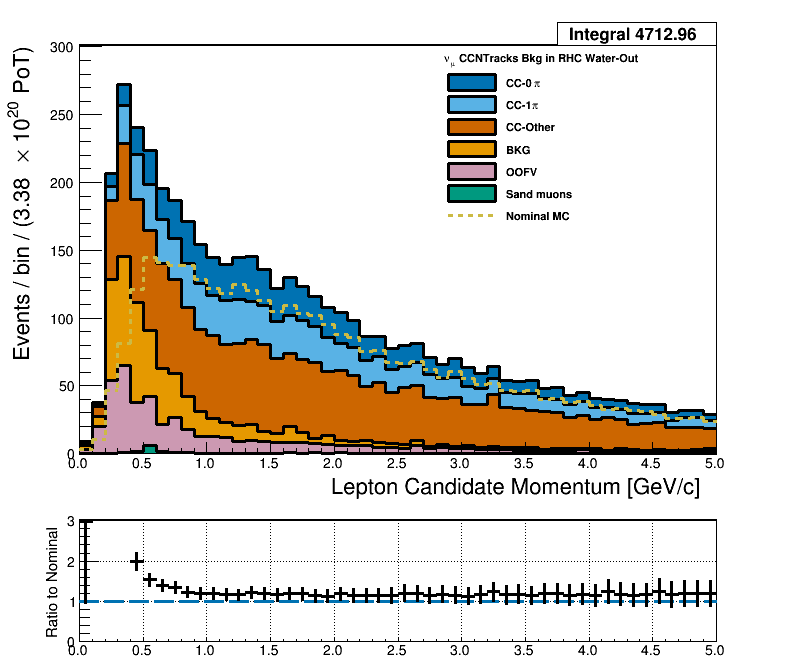 Integral 4712.96
ν_μ CCNTracks Bkg in RHC Water-Out
CC-0 π
CC-1π
CC-Other
BKG
OOFV
Sand muons
Nominal MC
Events / bin / (3.38 × 10^20 PoT)
300
250
200
150
100
50
0
0.0 0.5 1.0 1.5 2.0 2.5 3.0 3.5 4.0 4.5 5.0
Lepton Candidate Momentum [GeV/c]
Ratio to Nominal
3
2
1
0
0.0 0.5 1.0 1.5 2.0 2.5 3.0 3.5 4.0 4.5 5.0